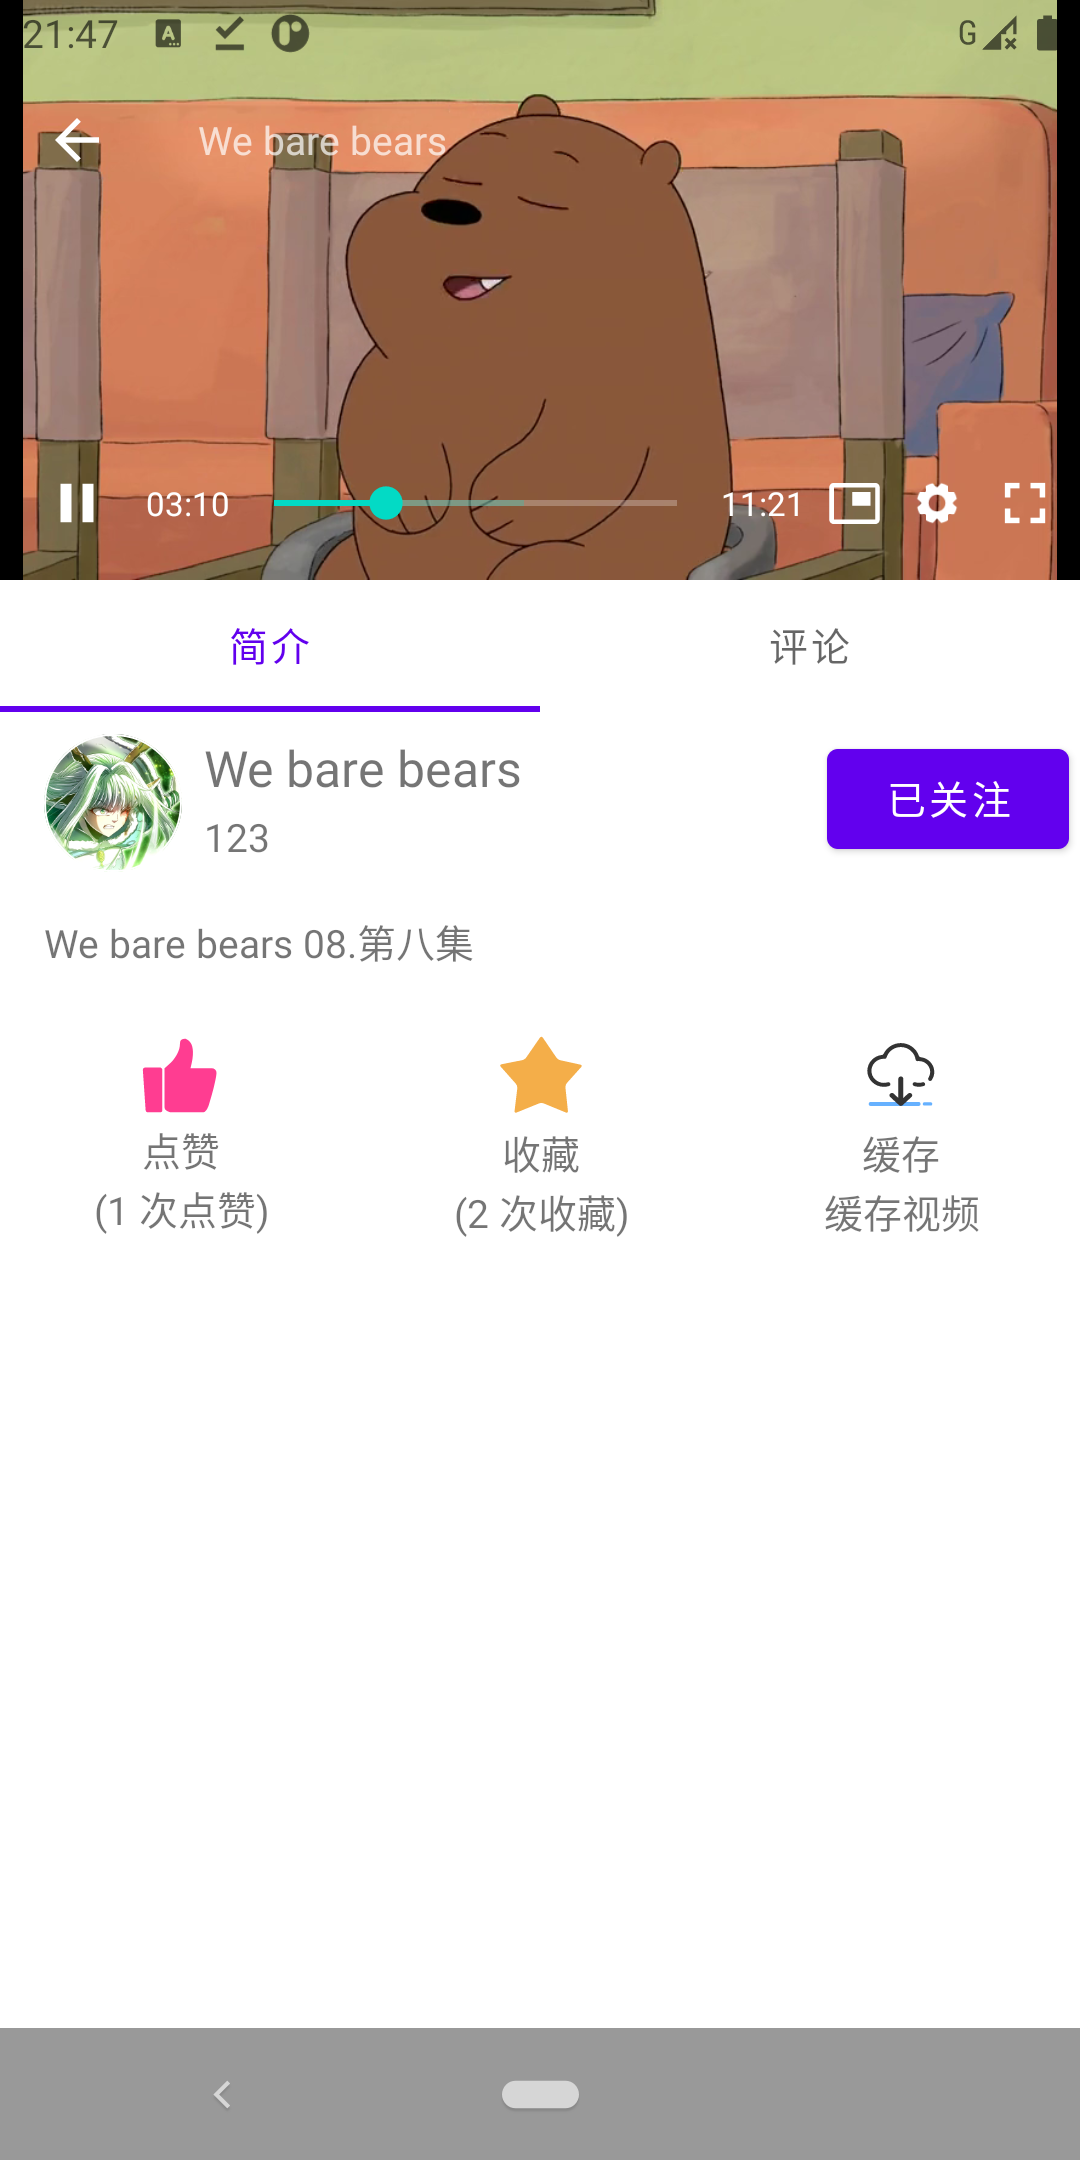 21:47
G
We bare bears
03:10
11:21
简介
评论
We bare bears
123
已关注
We bare bears 08.第八集
点赞
(1 次点赞)
收藏
(2 次收藏)
缓存
缓存视频